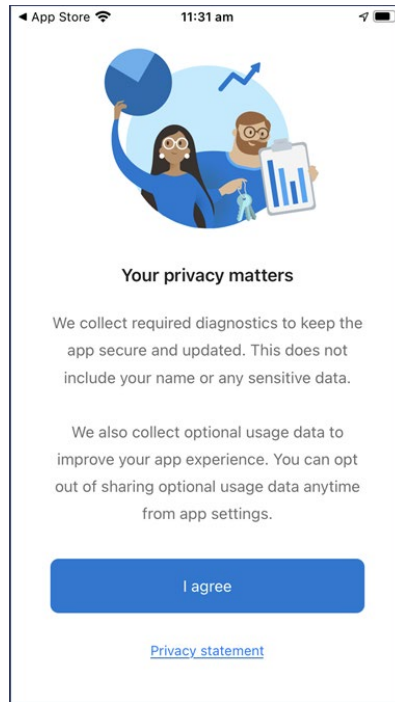 App Store
11:31 am
Your privacy matters
We collect required diagnostics to keep the
app secure and updated. This does not
include your name or any sensitive data.
We also collect optional usage data to
improve your app experience. You can opt
out of sharing optional usage data anytime
from app settings.
I agree
Privacy statement